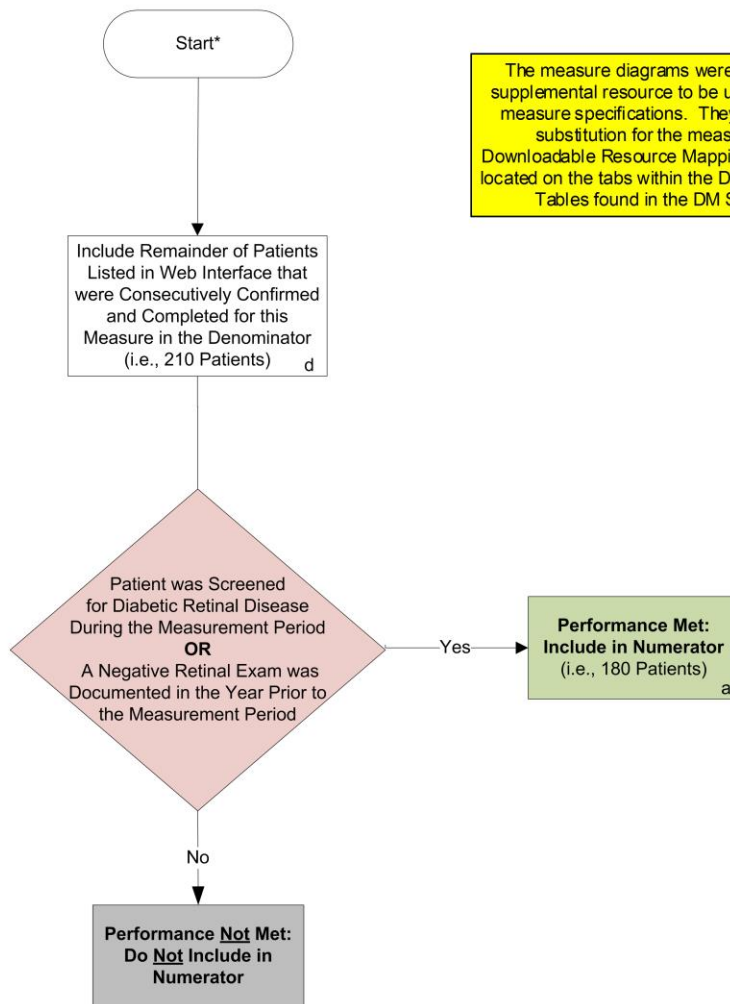 Start*
The measure diagrams were
supplemental resource to be u
measure specifications. They
substitution for the meas
Downloadable Resource Mappi
located on the tabs within the D
Tables found in the DM S
Include Remainder of Patients
Listed in Web Interface that
were Consecutively Confirmed
and Completed for this
Measure in the Denominator
(i.e., 210 Patients)
d
Patient was Screened
for Diabetic Retinal Disease
During the Measurement Period
OR
A Negative Retinal Exam was
Documented in the Year Prior to
the Measurement Period
Yes
Performance Met:
Include in Numerator
(i.e., 180 Patients)
a
No
Performance Not Met:
Do Not Include in
Numerator